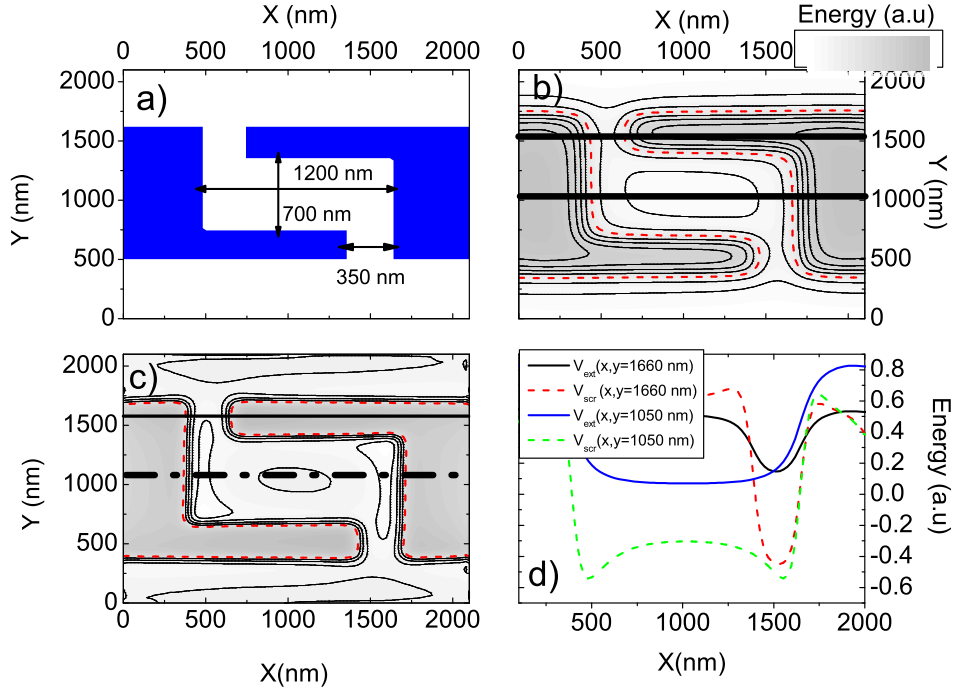 X (nm)
0 500 1000 1500 2000
a)
Y (nm)
2000
1500
1000
500
0
1200 nm
700 nm
350 nm
X (nm)
Energy (a.u)
0 500 1000
b)
2000
1500
1000
500
0
Y (nm)
c)
Y (nm)
2000
1500
1000
500
0
0 500 1000 1500 2000
X(nm)
V_ext(x,y=1660 nm)
V_scr(x,y=1660 nm)
V_ext(x,y=1050 nm)
V_scr(x,y=1050 nm)
0.8
0.6
0.4
0.2
0.0
-0.2
-0.4
-0.6
Energy (a.u)
d)
500 1000 1500 2000
X(nm)